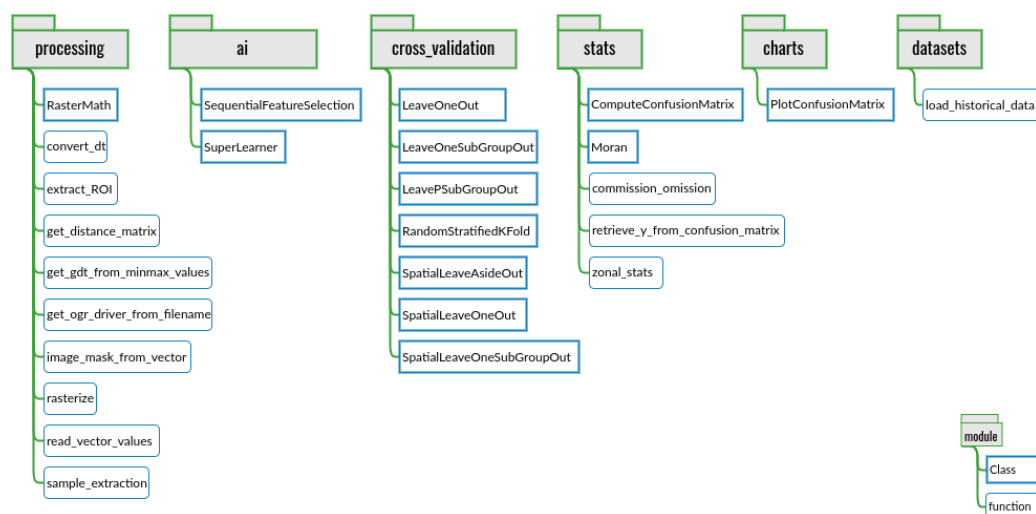 processing
RasterMath
convert_dt
extract_ROI
get_distance_matrix
get_gdt_from_minmax_values
get_ogr_driver_from_filename
image_mask_from_vector
rasterize
read_vector_values
sample_extraction
ai
SequentialFeatureSelection
SuperLearner
cross_validation
LeaveOneOut
LeaveOneSubGroupOut
LeavePSubGroupOut
RandomStratifiedKFold
SpatialLeaveAsideOut
SpatialLeaveOneOut
SpatialLeaveOneSubGroupOut
stats
ComputeConfusionMatrix
Moran
commission_omission
retrieve_y_from_confusion_matrix
zonal_stats
charts
PlotConfusionMatrix
datasets
load_historical_data
module
Class
function